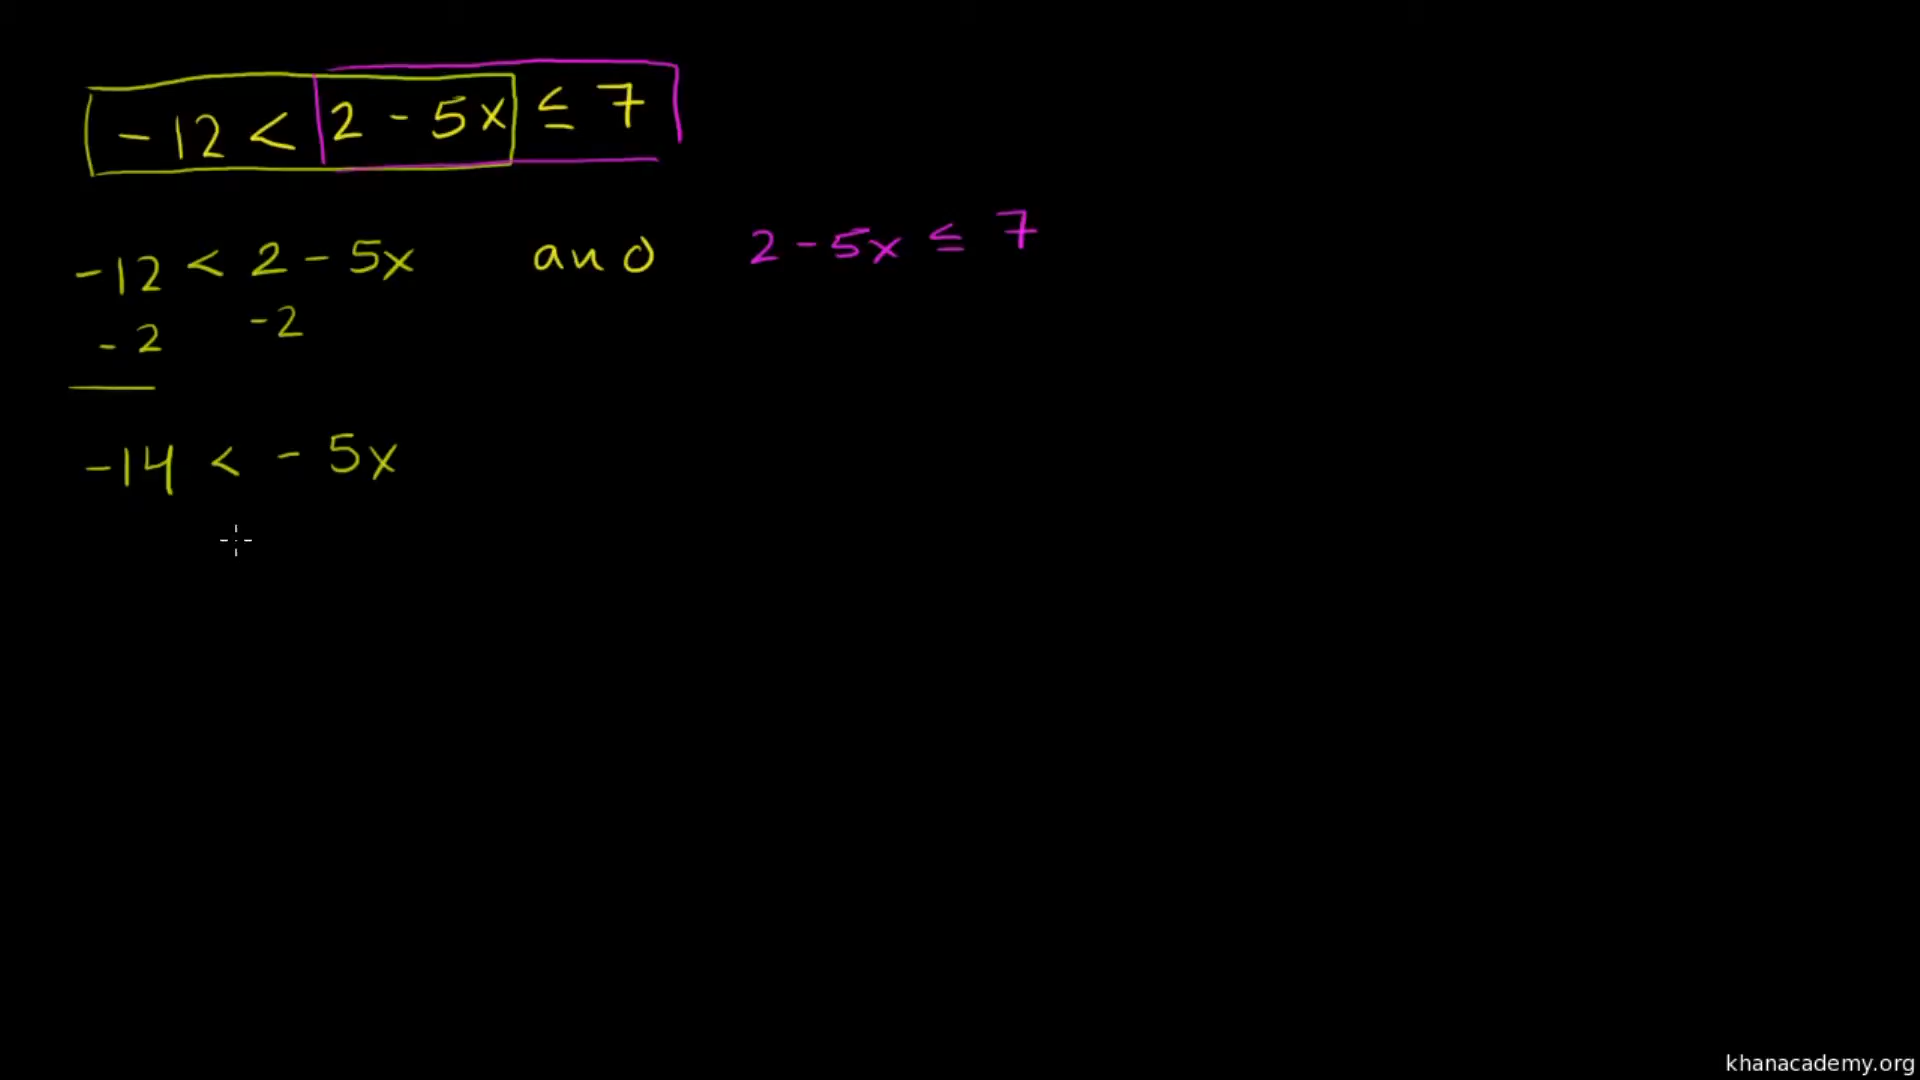 -12 < 2 - 5x ≤ 7
-12 < 2 - 5x and 2 - 5x ≤ 7
- 2 -2
-14 < - 5x
khanacademy.org